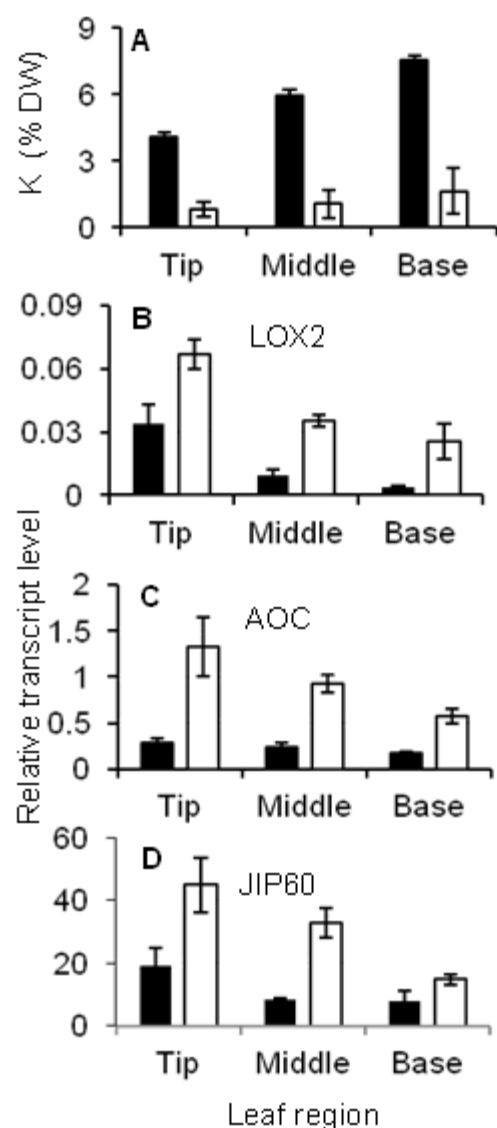 A
K (% DW)
9
6
3
0
Tip Middle Base
B
LOX2
0.09
0.06
0.03
0
Tip Middle Base
Relative transcript level
C
AOC
2
1.5
1
0.5
0
Tip Middle Base
D
JIP60
60
40
20
0
Tip Middle Base
Leaf region